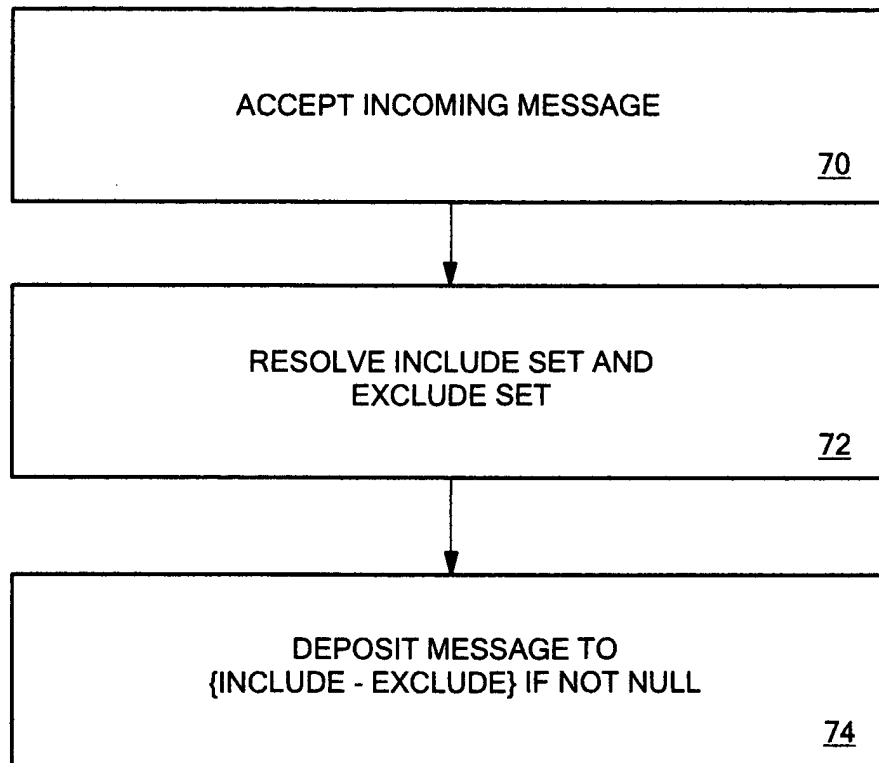 ACCEPT INCOMING MESSAGE
70
RESOLVE INCLUDE SET AND
EXCLUDE SET
72
DEPOSIT MESSAGE TO
{INCLUDE - EXCLUDE} IF NOT NULL
74